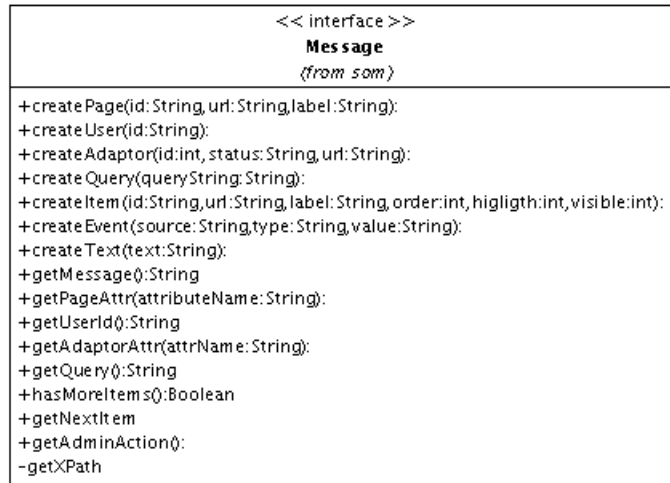 << interface >>
Message
(from som)
+createPage(id:String,url:String,label:String):
+createUser(id:String):
+createAdaptor(id:int,status:String,url:String):
+createQuery(queryString:String):
+createItem(id:String,url:String,label:String,order:int,higligth:int,visible:int):
+createEvent(source:String,type:String,value:String):
+createText(text:String):
+getMessage():String
+getPageAttr(attributeName:String):
+getUserId():String
+getAdaptorAttr(attrName:String):
+getQuery():String
+hasMoreItems():Boolean
+getNextItem
+getAdminAction():
-getXPath